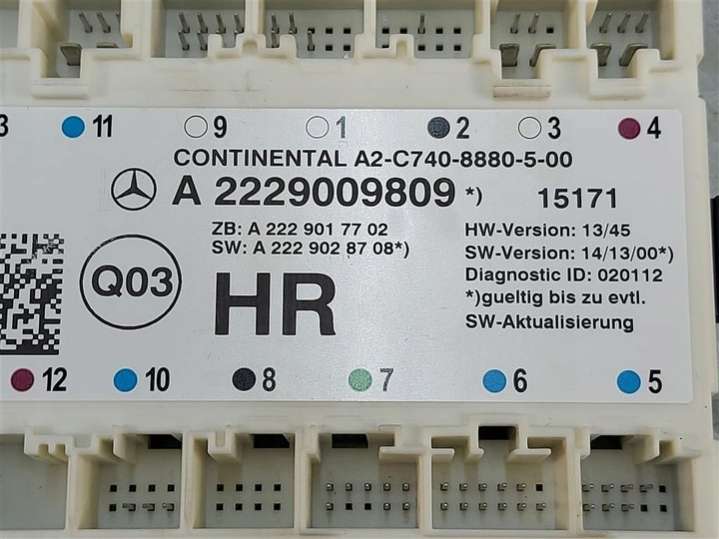 3 11 9 1 2 3 4
CONTINENTAL A2-C740-8880-5-00
A 2229009809 *) 15171
ZB: A 222 901 77 02
SW: A 222 902 87 08*)
HW-Version: 13/45
SW-Version: 14/13/00*)
Diagnostic ID: 020112
*)gueltig bis zu evtl.
SW-Aktualisierung
Q03
HR
12 10 8 7 6 5